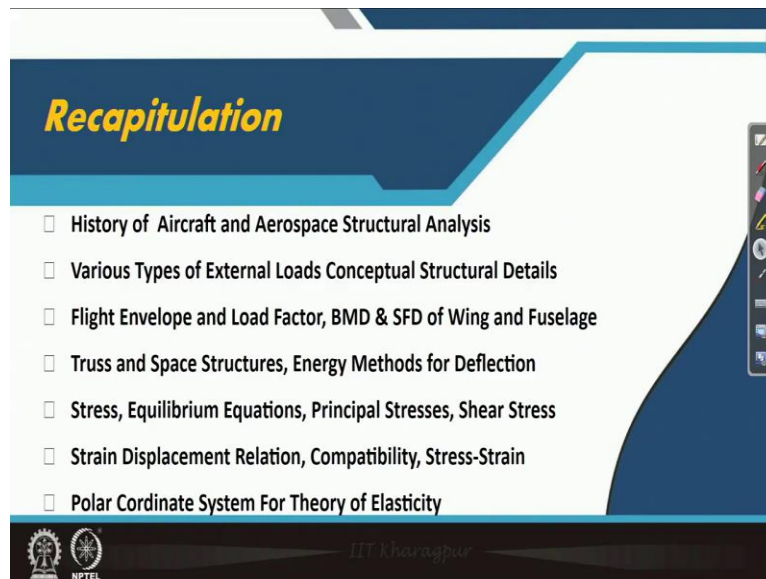 Recapitulation
History of Aircraft and Aerospace Structural Analysis
Various Types of External Loads Conceptual Structural Details
Flight Envelope and Load Factor, BMD & SFD of Wing and Fuselage
Truss and Space Structures, Energy Methods for Deflection
Stress, Equilibrium Equations, Principal Stresses, Shear Stress
Strain Displacement Relation, Compatibility, Stress-Strain
Polar Cordinate System For Theory of Elasticity
IIT Kharagpur
NPTEL